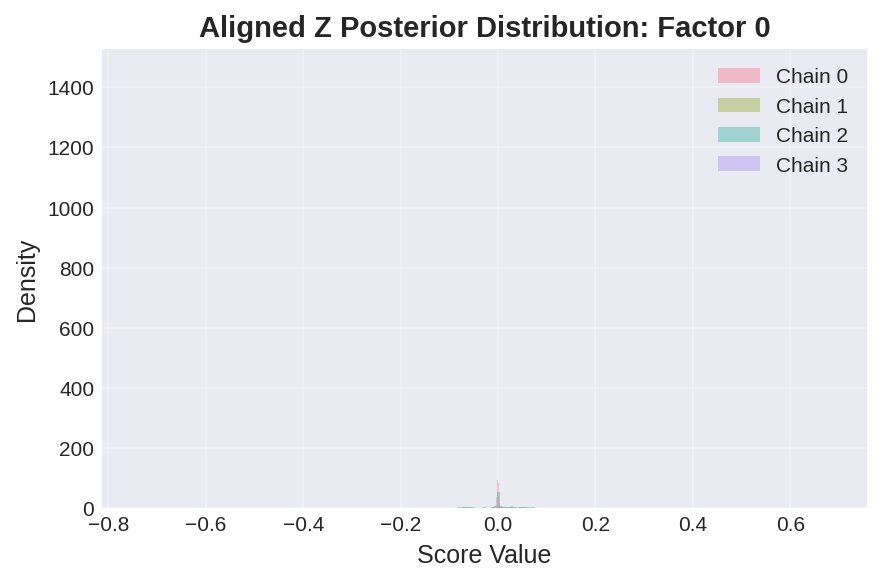 Aligned Z Posterior Distribution: Factor 0
Chain 0
Chain 1
Chain 2
Chain 3
1400
1200
1000
800
600
400
200
0
Density
−0.8 −0.6 −0.4 −0.2 0.0 0.2 0.4 0.6
Score Value